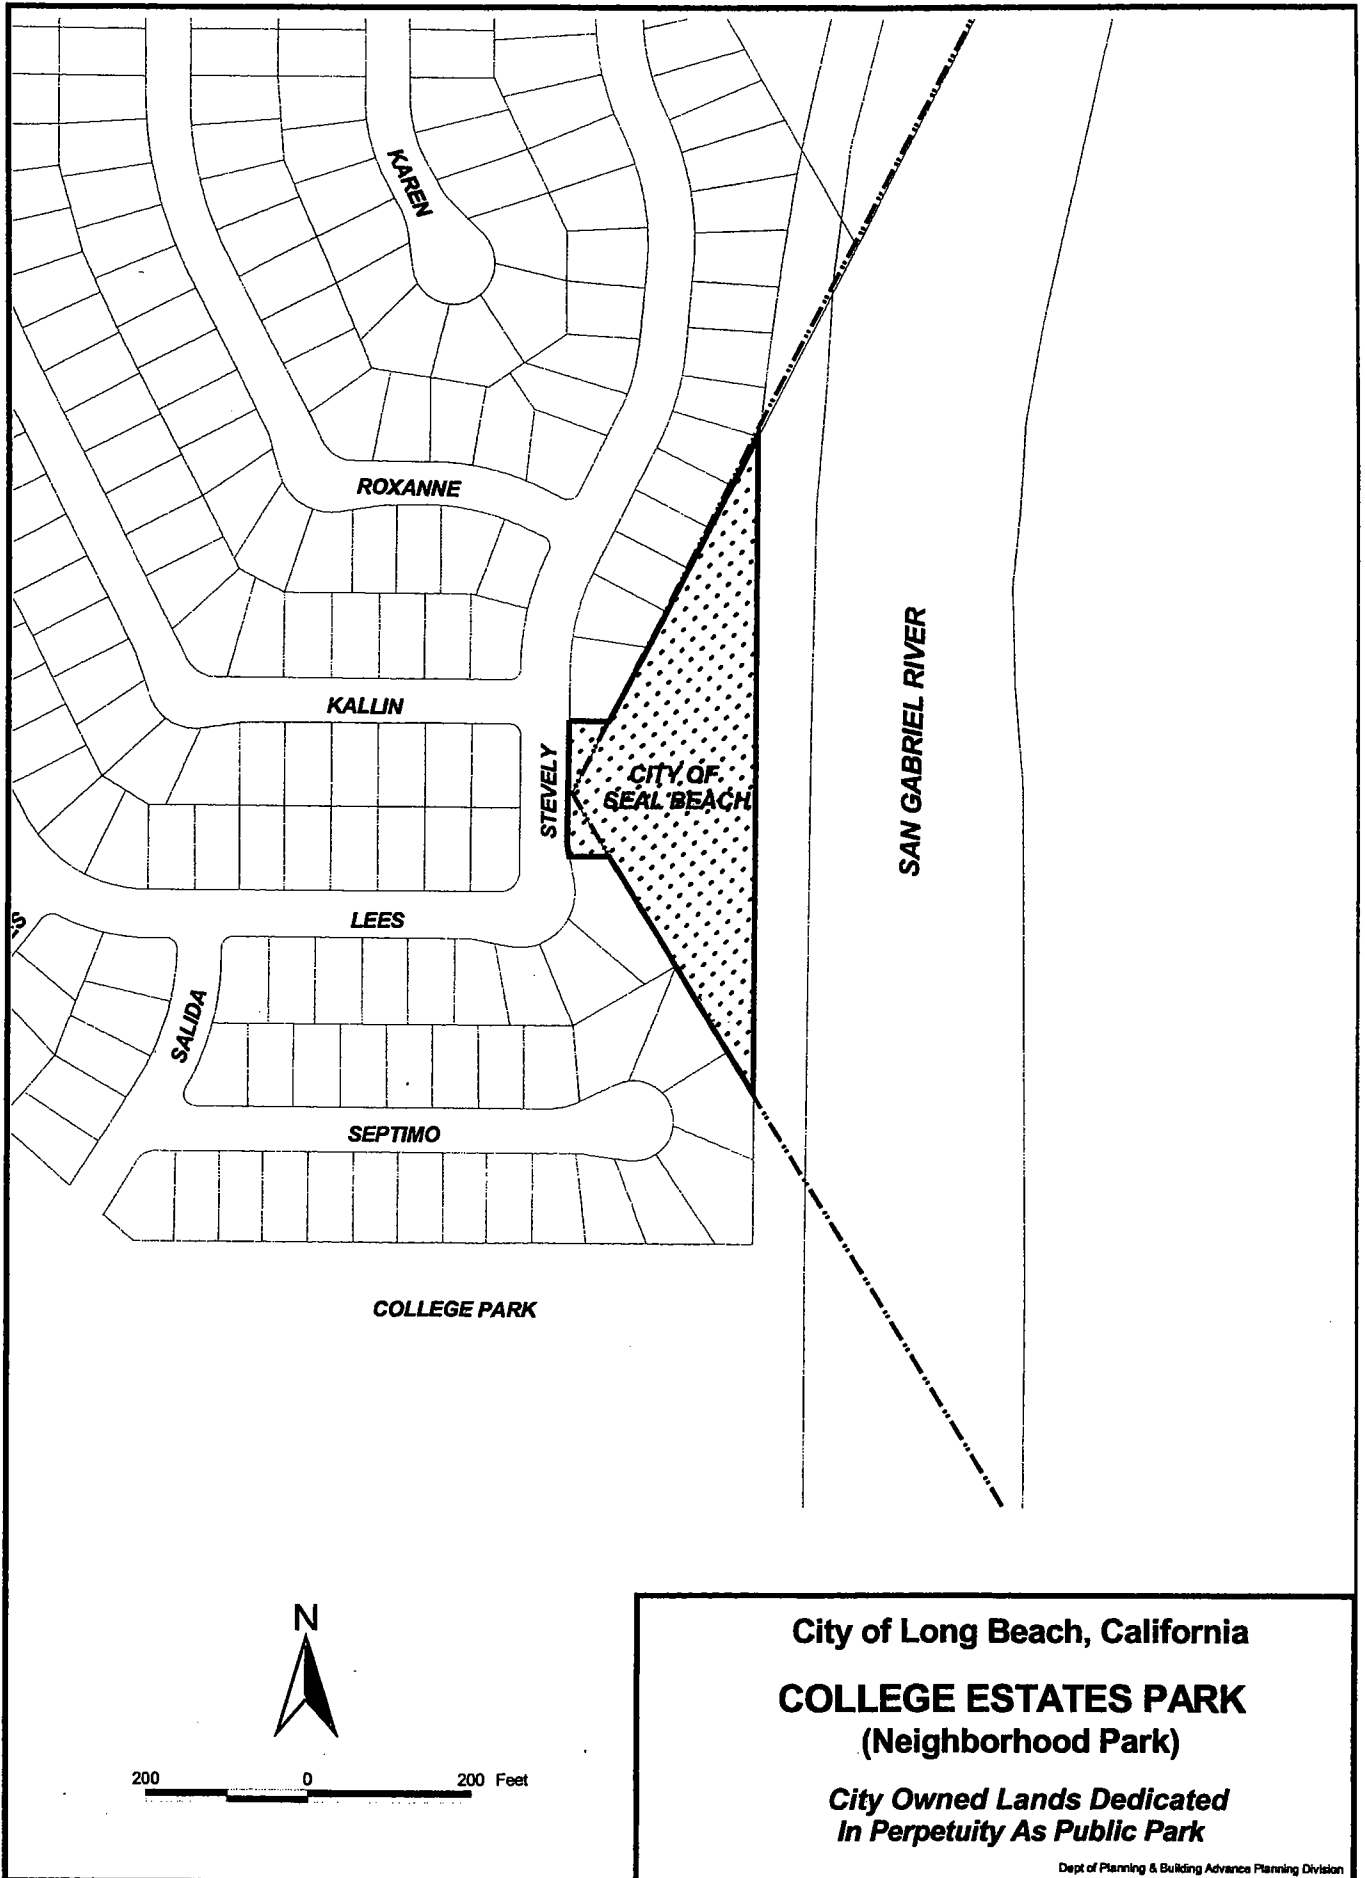 KAREN
ROXANNE
KALLIN
STEVELY
CITY OF
SEAL BEACH
SAN GABRIEL RIVER
LEES
SALIDA
SEPTIMO
COLLEGE PARK
N
200 0 200 Feet
City of Long Beach, California
COLLEGE ESTATES PARK
(Neighborhood Park)
City Owned Lands Dedicated
In Perpetuity As Public Park
Dept of Planning & Building Advance Planning Division